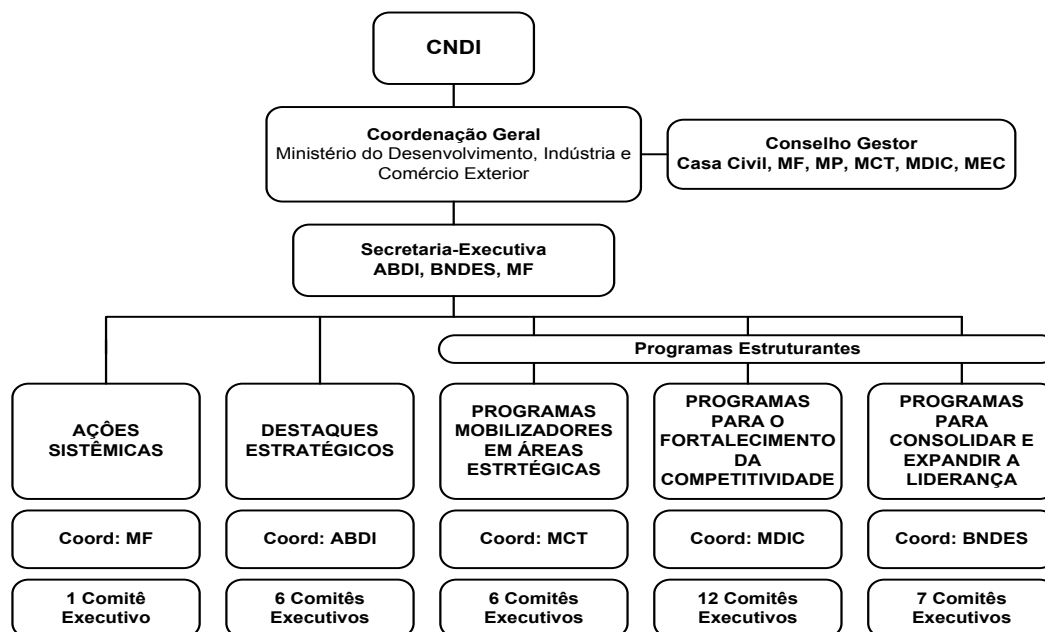 CNDI
Coordenação Geral
Ministério do Desenvolvimento, Indústria e
Comércio Exterior
Conselho Gestor
Casa Civil, MF, MP, MCT, MDIC, MEC
Secretaria-Executiva
ABDI, BNDES, MF
Programas Estruturantes
AÇÕES
SISTÊMICAS
DESTAQUES
ESTRATÉGICOS
PROGRAMAS
MOBILIZADORES
EM ÁREAS
ESTRTÉGICAS
PROGRAMAS
PARA O
FORTALECIMENTO
DA
COMPETITIVIDADE
PROGRAMAS
PARA
CONSOLIDAR E
EXPANDIR A
LIDERANÇA
Coord: MF
Coord: ABDI
Coord: MCT
Coord: MDIC
Coord: BNDES
1 Comitê
Executivo
6 Comitês
Executivos
6 Comitês
Executivos
12 Comitês
Executivos
7 Comitês
Executivos